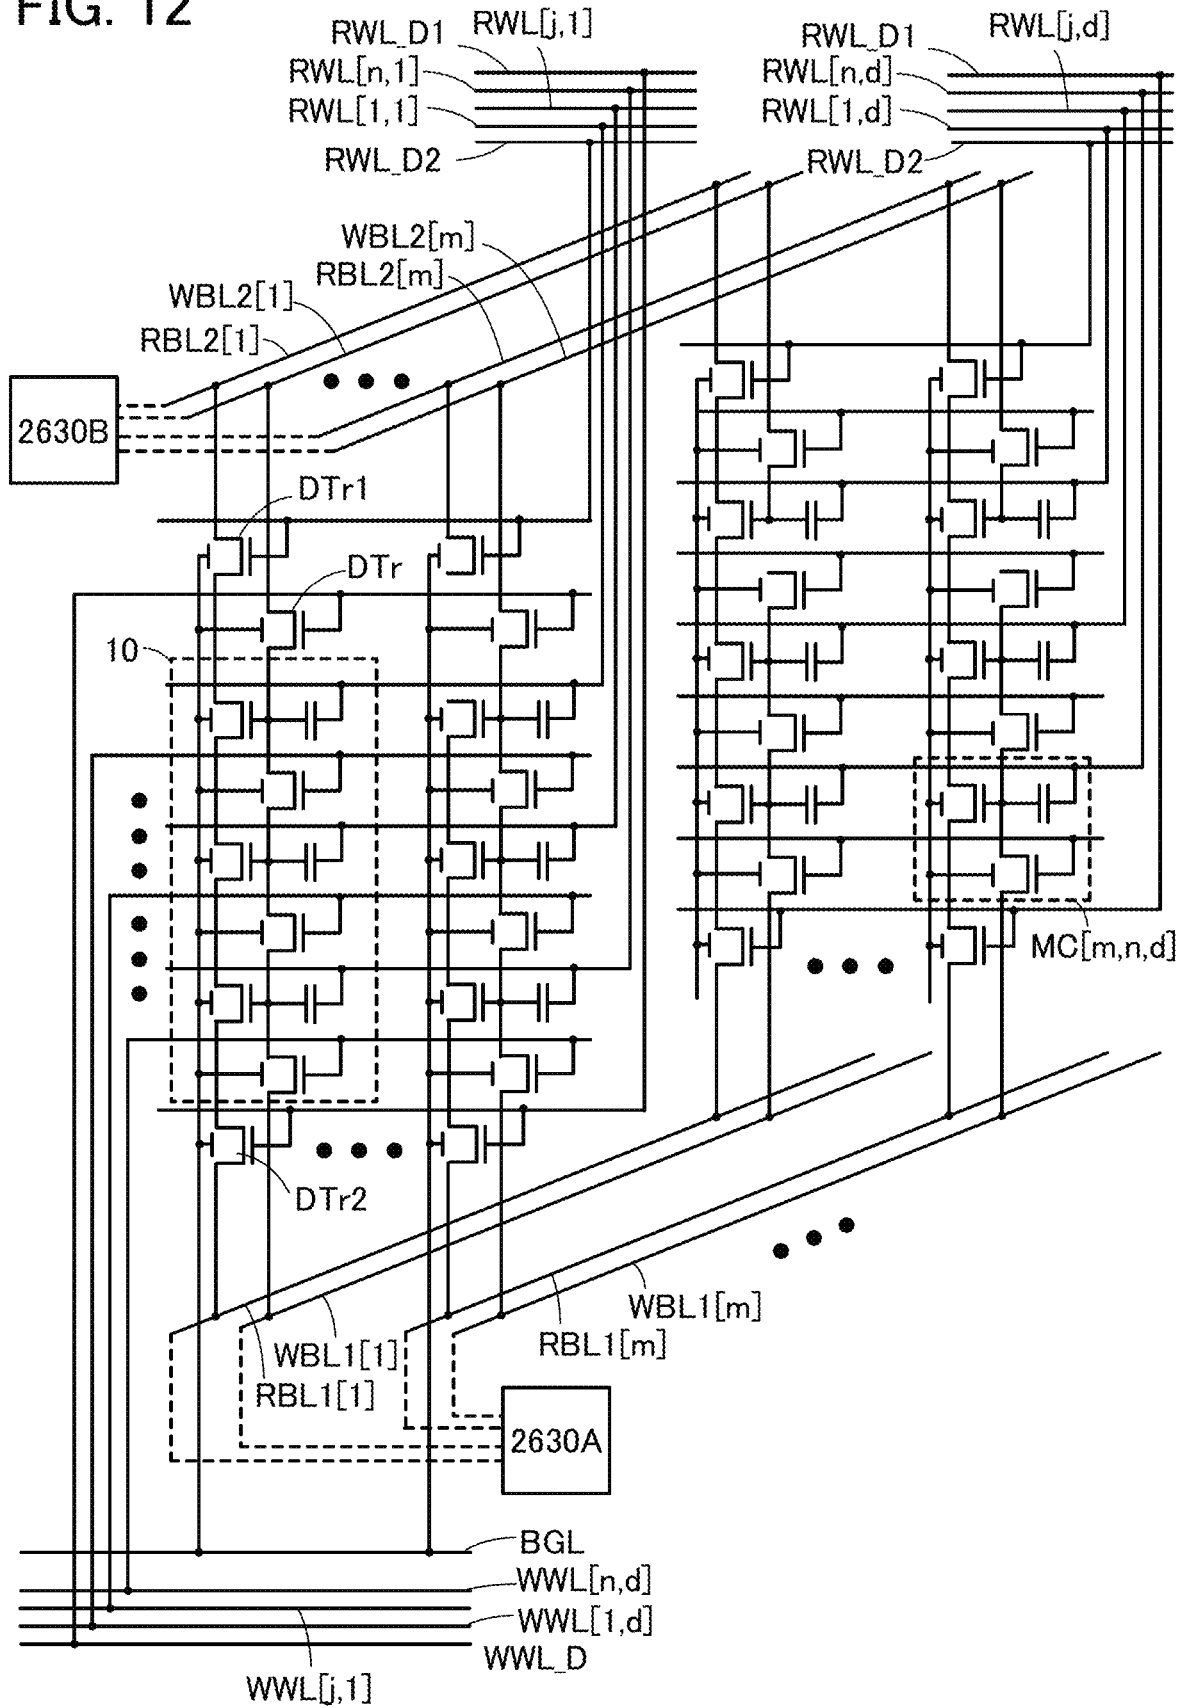 FIG. 12
RWL_D1
RWL[j,1]
RWL[n,1]
RWL[1,1]
RWL_D2
RWL_D1
RWL[j,d]
RWL[n,d]
RWL[1,d]
RWL_D2
WBL2[m]
RBL2[m]
WBL2[1]
RBL2[1]
2630B
DTr1
DTr
10
MC[m,n,d]
DTr2
WBL1[m]
RBL1[m]
WBL1[1]
RBL1[1]
2630A
BGL
WWL[n,d]
WWL[1,d]
WWL_D
WWL[j,1]